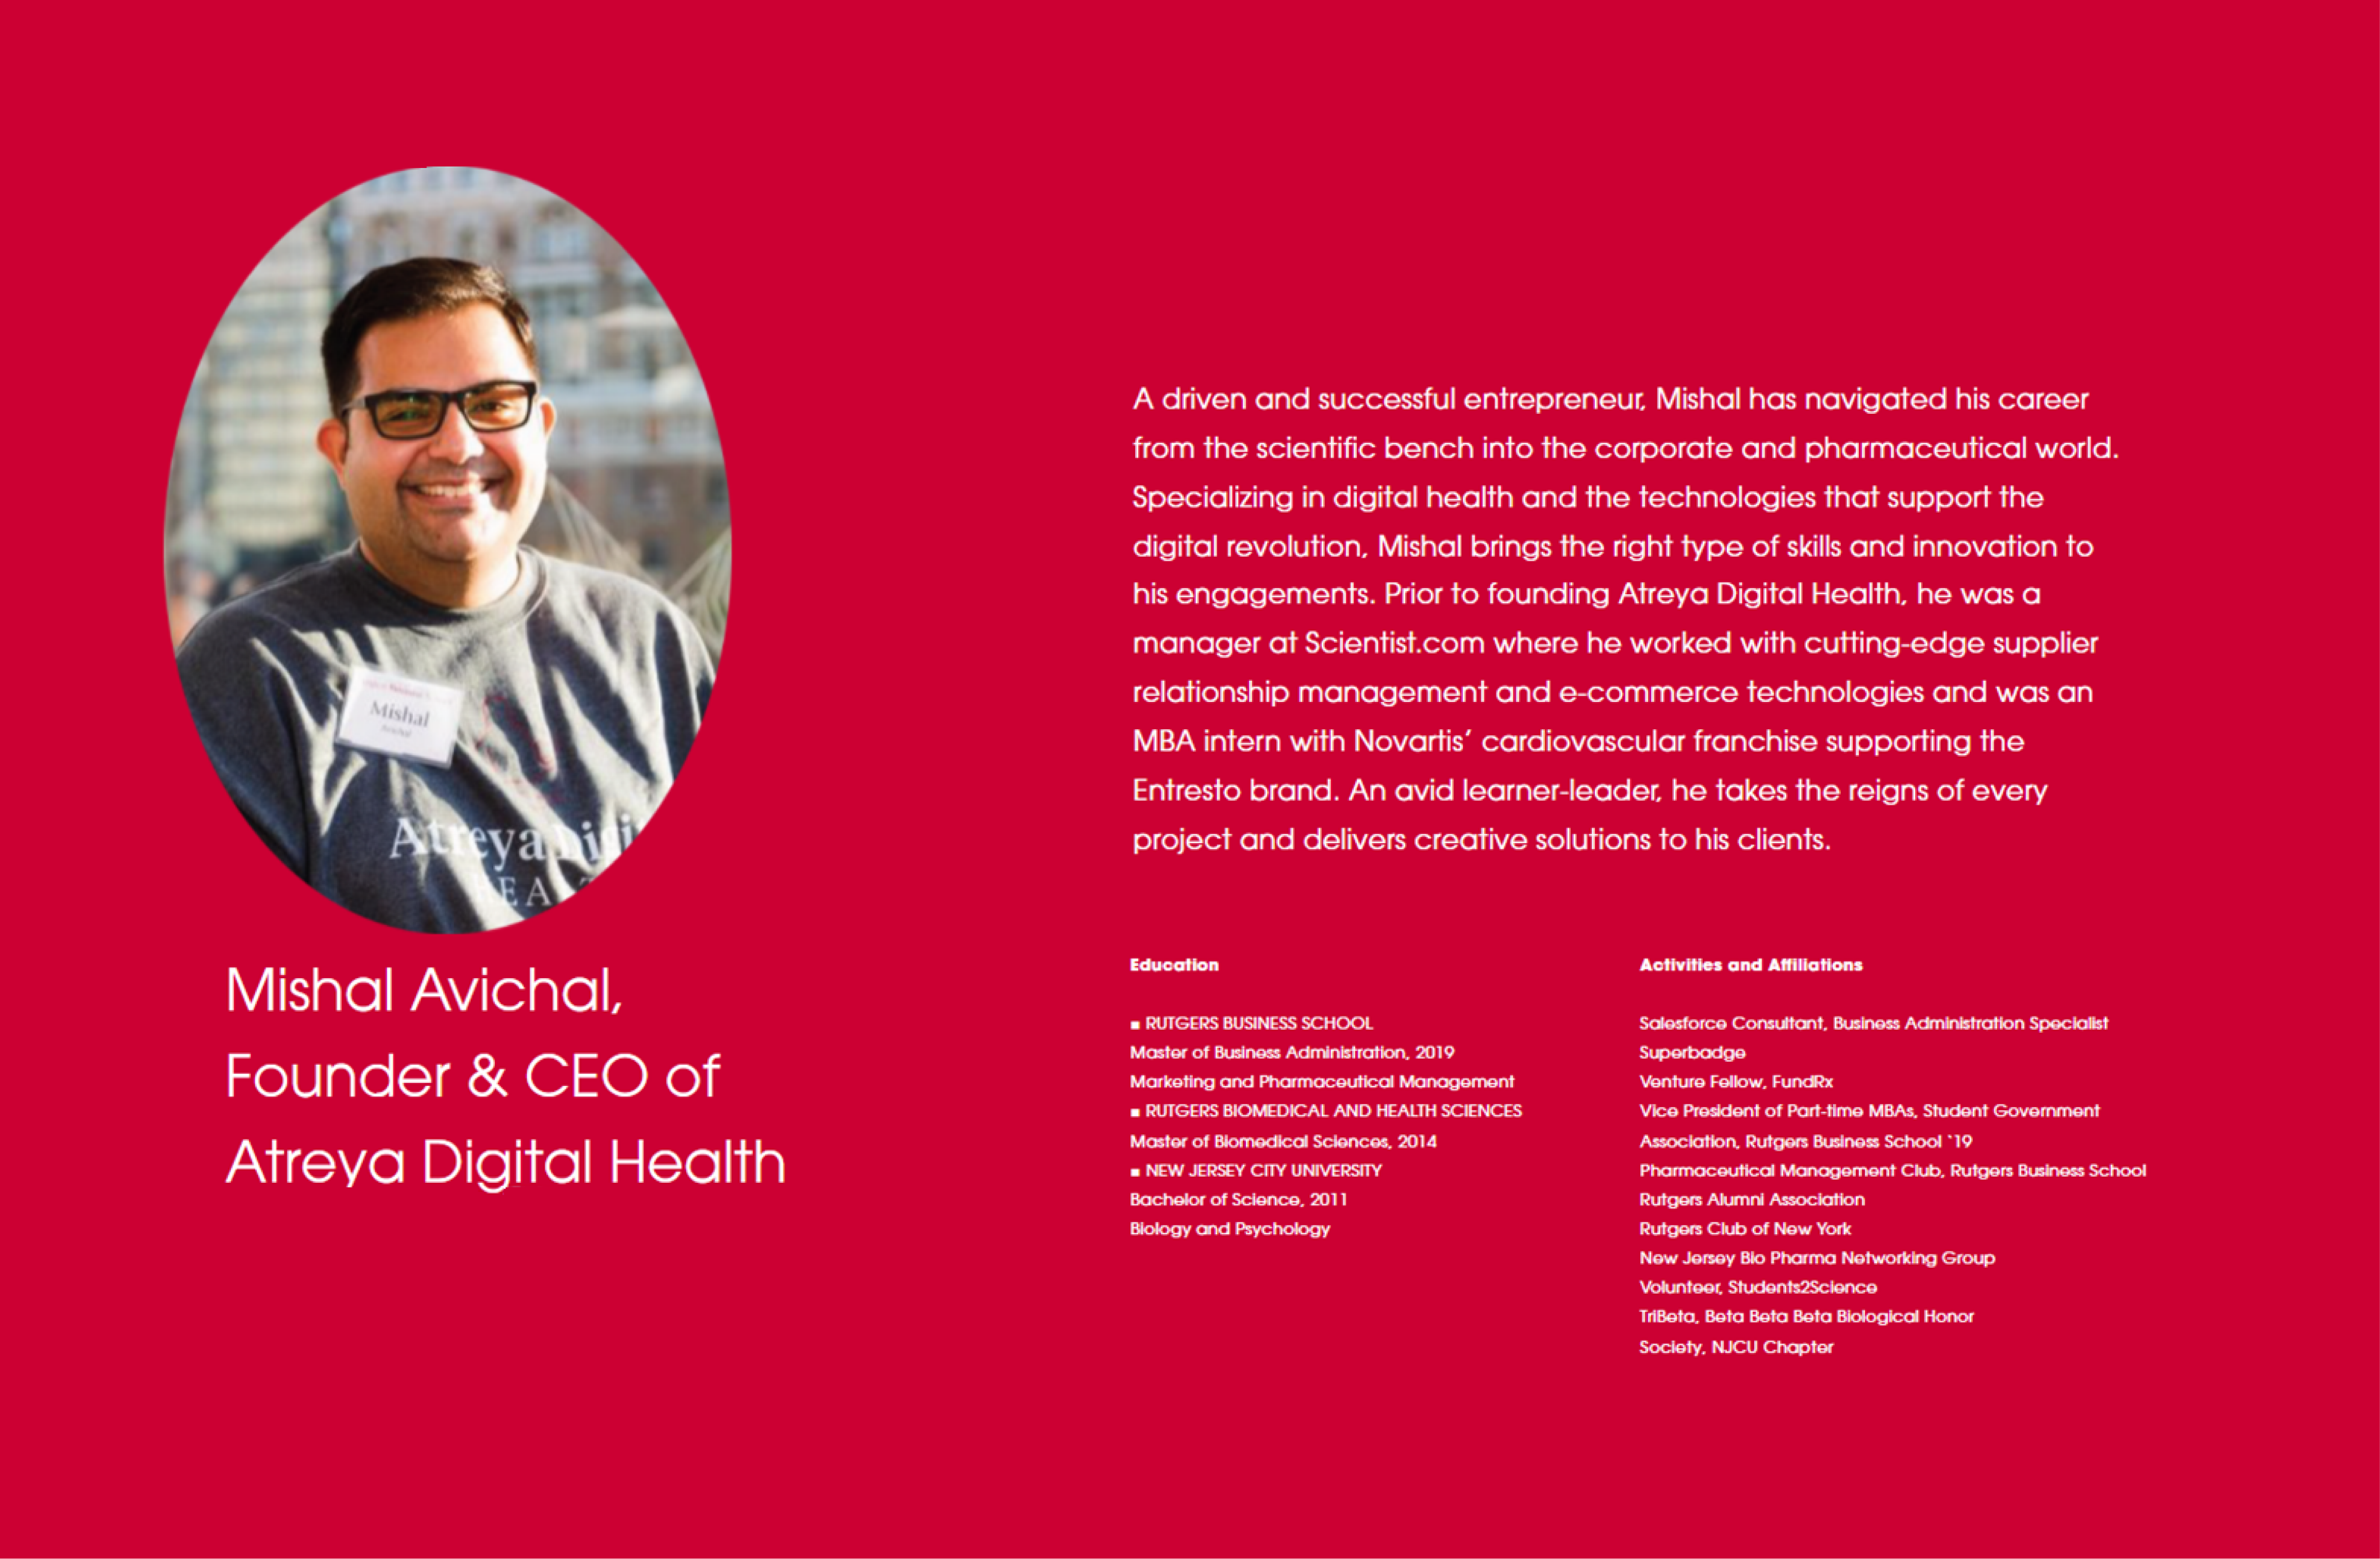 Mishal
Avichal
Atreya Digi
HEA
Mishal Avichal,
Founder & CEO of
Atreya Digital Health
A driven and successful entrepreneur, Mishal has navigated his career
from the scientific bench into the corporate and pharmaceutical world.
Specializing in digital health and the technologies that support the
digital revolution, Mishal brings the right type of skills and innovation to
his engagements. Prior to founding Atreya Digital Health, he was a
manager at Scientist.com where he worked with cutting-edge supplier
relationship management and e-commerce technologies and was an
MBA intern with Novartis’ cardiovascular franchise supporting the
Entresto brand. An avid learner-leader, he takes the reigns of every
project and delivers creative solutions to his clients.
Education
■ RUTGERS BUSINESS SCHOOL
Master of Business Administration, 2019
Marketing and Pharmaceutical Management
■ RUTGERS BIOMEDICAL AND HEALTH SCIENCES
Master of Biomedical Sciences, 2014
■ NEW JERSEY CITY UNIVERSITY
Bachelor of Science, 2011
Biology and Psychology
Activities and Affiliations
Salesforce Consultant, Business Administration Specialist
Superbadge
Venture Fellow, FundRx
Vice President of Part-time MBAs, Student Government
Association, Rutgers Business School `19
Pharmaceutical Management Club, Rutgers Business School
Rutgers Alumni Association
Rutgers Club of New York
New Jersey Bio Pharma Networking Group
Volunteer, Students2Science
TriBeta, Beta Beta Beta Biological Honor
Society, NJCU Chapter